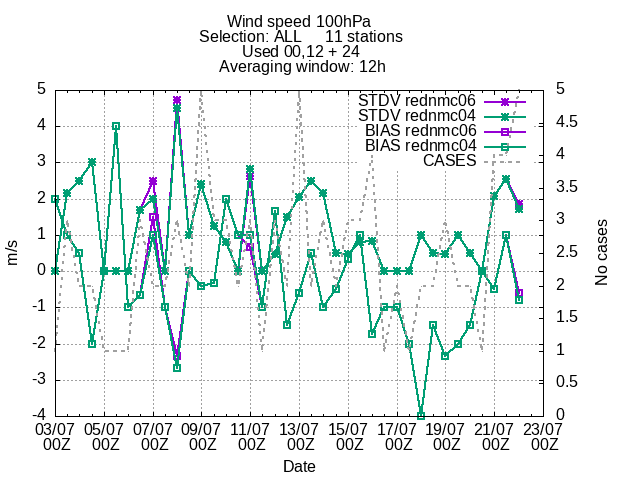 Wind speed 100hPa
Selection: ALL 11 stations
Used 00,12 + 24
Averaging window: 12h
STDV rednmc06
STDV rednmc04
BIAS rednmc06
BIAS rednmc04
CASES
5
4
3
2
1
0
-1
-2
-3
-4
m/s
5
4.5
4
3.5
3
2.5
2
1.5
1
0.5
0
No cases
03/07 05/07 07/07 09/07 11/07 13/07 15/07 17/07 19/07 21/07 23/07
00Z 00Z 00Z 00Z 00Z 00Z 00Z 00Z 00Z 00Z 00Z
Date